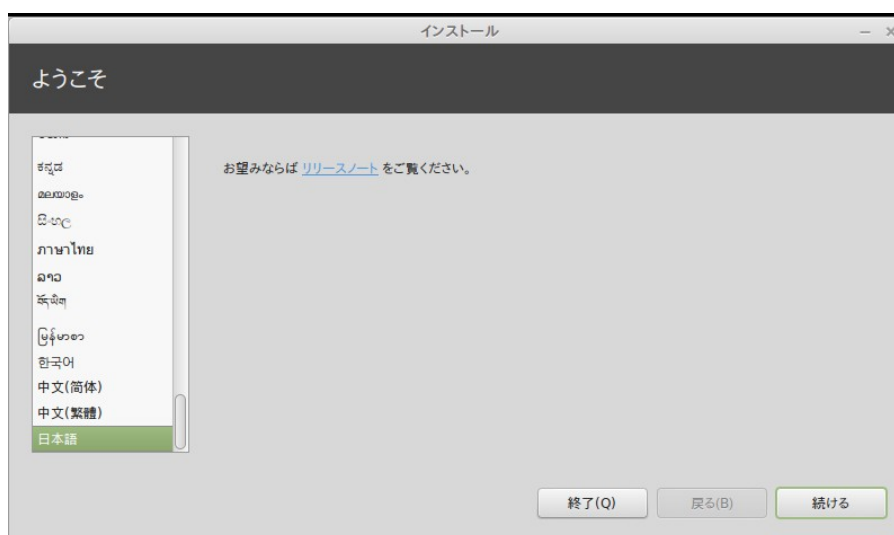 インストール
ようこそ
ಕನ್ನಡ
മലയാളം
සිංහල
ภาษาไทย
ລາວ
བོད་ཡིག
မြန်မာစာ
한국어
中文(简体)
中文(繁體)
日本語
お望みならば リリースノート をご覧ください。
終了(Q)
戻る(B)
続ける